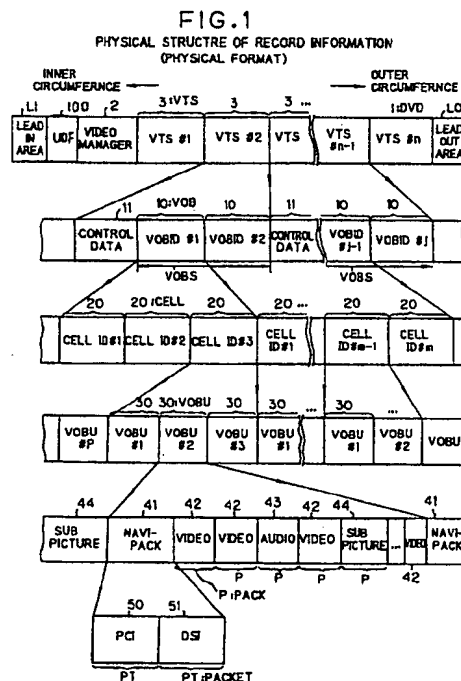 FIG.1
PHYSICAL STRUCTRE OF RECORD INFORMATION
(PHYSICAL FORMAT)
INNER CIRCUMFERNCE
OUTER CIRCUMFERNCE
L1 100 2 3:VTS 3 3 ... 1:DVD LO
LEAD IN AREA UDF VIDEO MANAGER VTS #1 VTS #2 VTS VTS #n-1 VTS #n LEAD OUT AREA
11 10:VOB 10 11 10 10
CONTROL DATA VOBID #1 VOBID #2 CONTROL DATA VOBID #j-1 VOBID #j
VOBS VOBS
20 20:CELL 20 20 ... 20 20
CELL ID#1 CELL ID#2 CELL ID#3 CELL ID#1 CELL ID#m-1 CELL ID#m
30 30:VOBU 30 30 ... 30 ...
VOBU #P VOBU #1 VOBU #2 VOBU #3 VOBU #1 VOBU #1 VOBU #2 VOBU
44 41 42 42 43 42 44 41
SUB PICTURE NAVI-PACK VIDEO VIDEO AUDIO VIDEO SUB PICTURE ... VIDEO NAVI-PACK
P P P P 42
P:PACK
50 51
PCI DSI
PT PT:PACKET